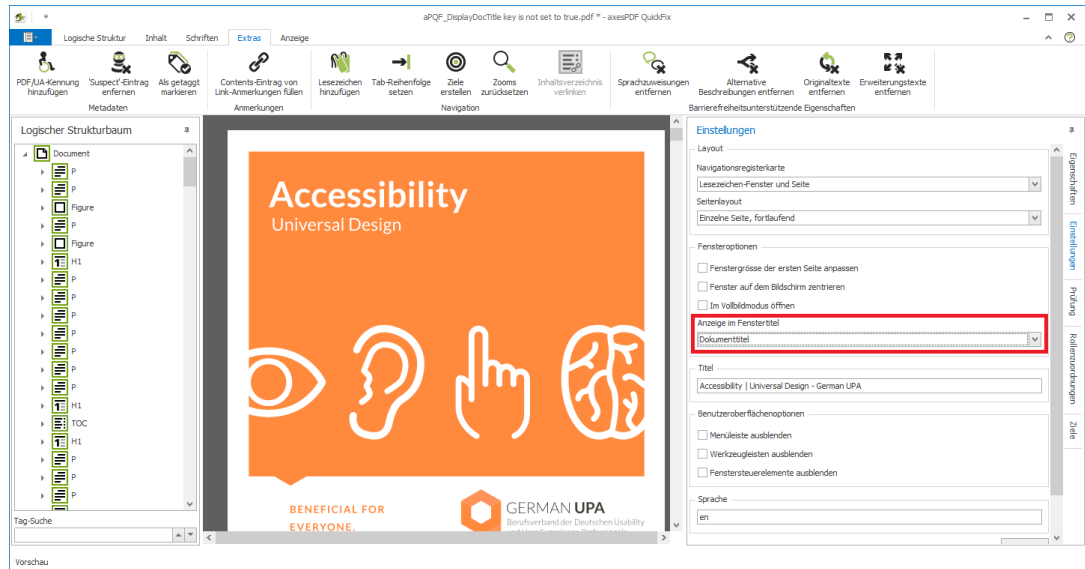 aPQF_DisplayDocTitle key is not set to true.pdf * - axesPDF QuickFix
Logische Struktur Inhalt Schriften Extras Anzeige
PDF/UA-Kennung hinzufügen
'Suspect'-Eintrag enfernen
Als getaggt markieren
Contents-Eintrag von Link-Anmerkungen füllen
Lesezeichen hinzufügen
Tab-Reihenfolge setzen
Ziele erstellen
Zooms zurücksetzen
Inhaltsverzeichnis verlinken
Sprachzuweisungen entfernen
Alternative Beschreibungen entfernen
Originaltexte entfernen
Erweiterungstexte entfernen
Metadaten Anmerkungen Navigation Barrierefreiheitsunterstützende Eigenschaften
Logischer Strukturbaum
Document
P
P
Figure
P
Figure
H1
P
P
P
P
P
P
H1
TOC
H1
P
P
P
Tag-Suche
Vorschau
Accessibility
Universal Design
BENEFICIAL FOR
EVERYONE.
GERMAN UPA
Berufsverband der Deutschen Usability
und User Experience Professionals
Einstellungen
Layout
Navigationsregisterkarte
Lesezeichen-Fenster und Seite
Seitenlayout
Einzelne Seite, fortlaufend
Fensteroptionen
Fenstergrösse der ersten Seite anpassen
Fenster auf dem Bildschirm zentrieren
Im Vollbildmodus öffnen
Anzeige im Fenstertitel
Dokumenttitel
Titel
Accessibility | Universal Design - German UPA
Benutzeroberflächenoptionen
Menüleiste ausblenden
Werkzeugleisten ausblenden
Fenstersteuerelemente ausblenden
Sprache
en
Eigenschaften
Einstellungen
Prüfung
Rollenzuordnungen
Ziele